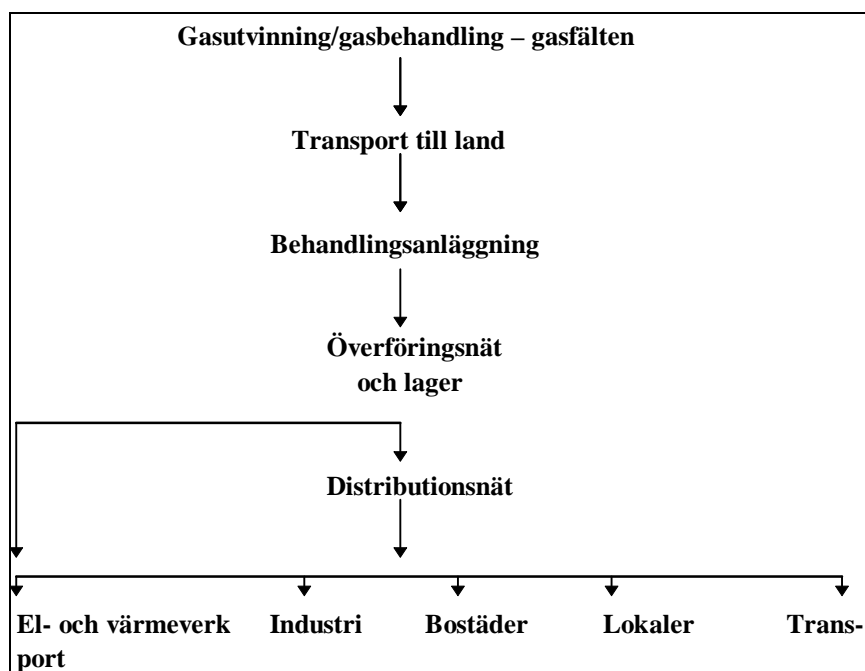 Gasutvinning/gasbehandling – gasfälten
Transport till land
Behandlingsanläggning
Överföringsnät
och lager
Distributionsnät
El- och värmeverk Industri Bostäder Lokaler Trans-
port